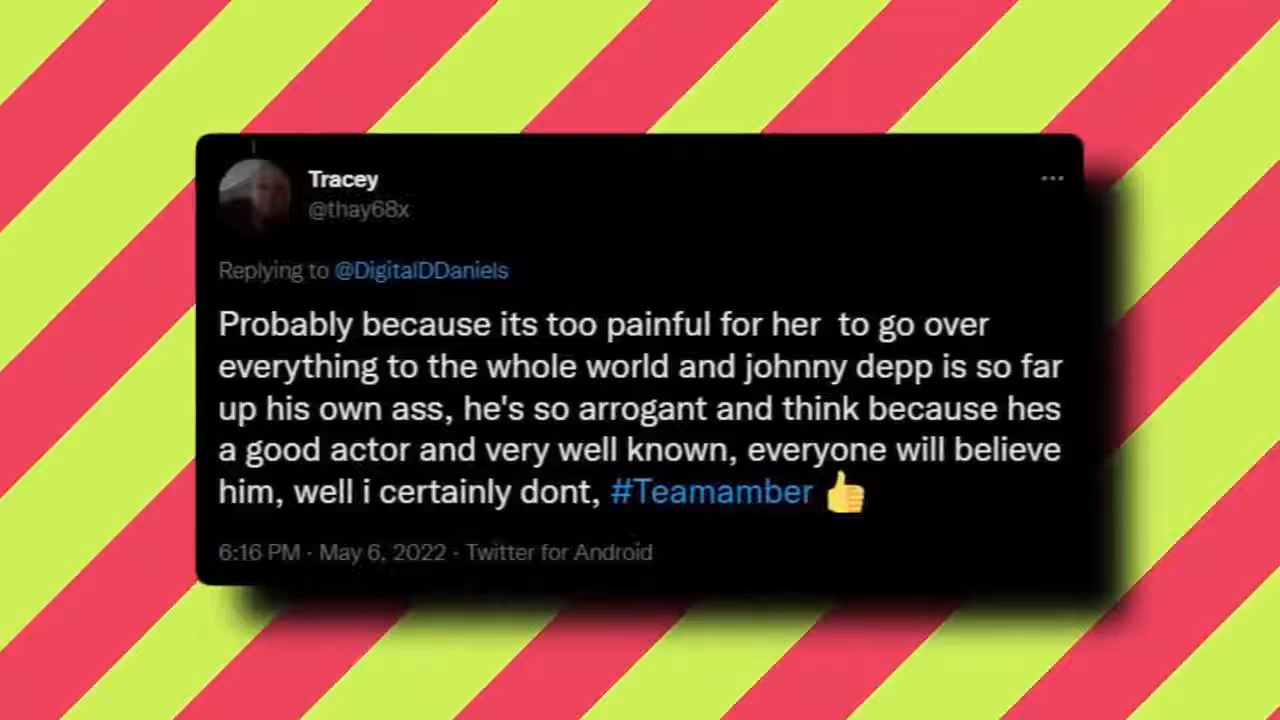 Tracey
@thay68x
Replying to @DigitalDDaniels
Probably because its too painful for her  to go over
everything to the whole world and johnny depp is so far
up his own ass, he's so arrogant and think because hes
a good actor and very well known, everyone will believe
him, well i certainly dont, #Teamamber 👍
6:16 PM · May 6, 2022 · Twitter for Android